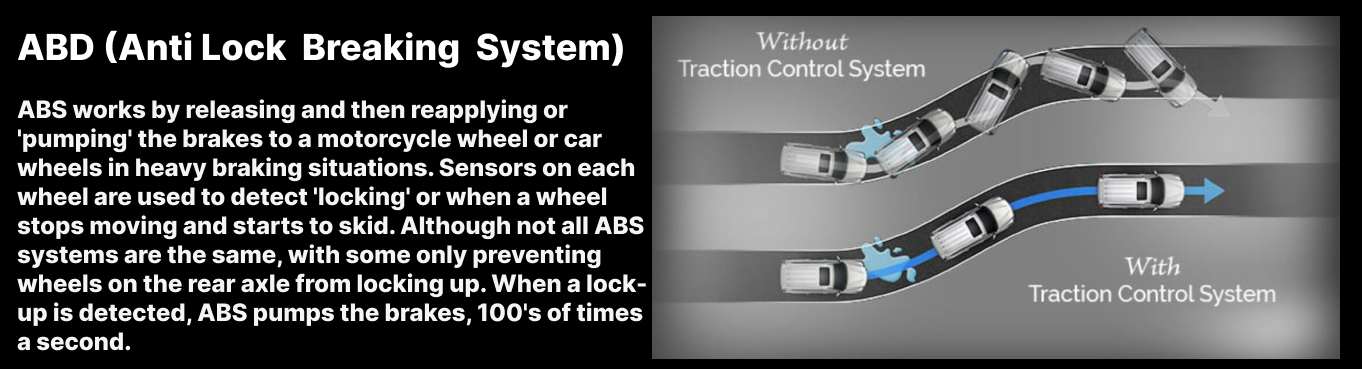 ABD (Anti Lock Breaking System)
ABS works by releasing and then reapplying or
'pumping' the brakes to a motorcycle wheel or car
wheels in heavy braking situations. Sensors on each
wheel are used to detect 'locking' or when a wheel
stops moving and starts to skid. Although not all ABS
systems are the same, with some only preventing
wheels on the rear axle from locking up. When a lock-
up is detected, ABS pumps the brakes, 100's of times
a second.
Without
Traction Control System
With
Traction Control System